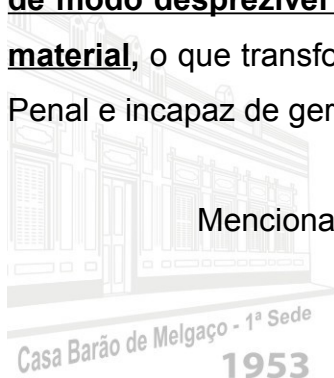 de modo desprezível
material, o que transfo
Penal e incapaz de ger
Menciona
Casa Barão de Melgaço - 1ª Sede
1953